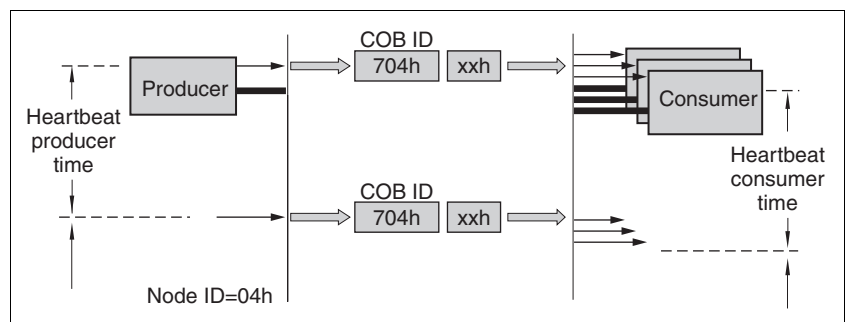 COB ID
704h xxh
Producer
Consumer
Heartbeat
producer
time
Heartbeat
consumer
time
COB ID
704h xxh
Node ID=04h